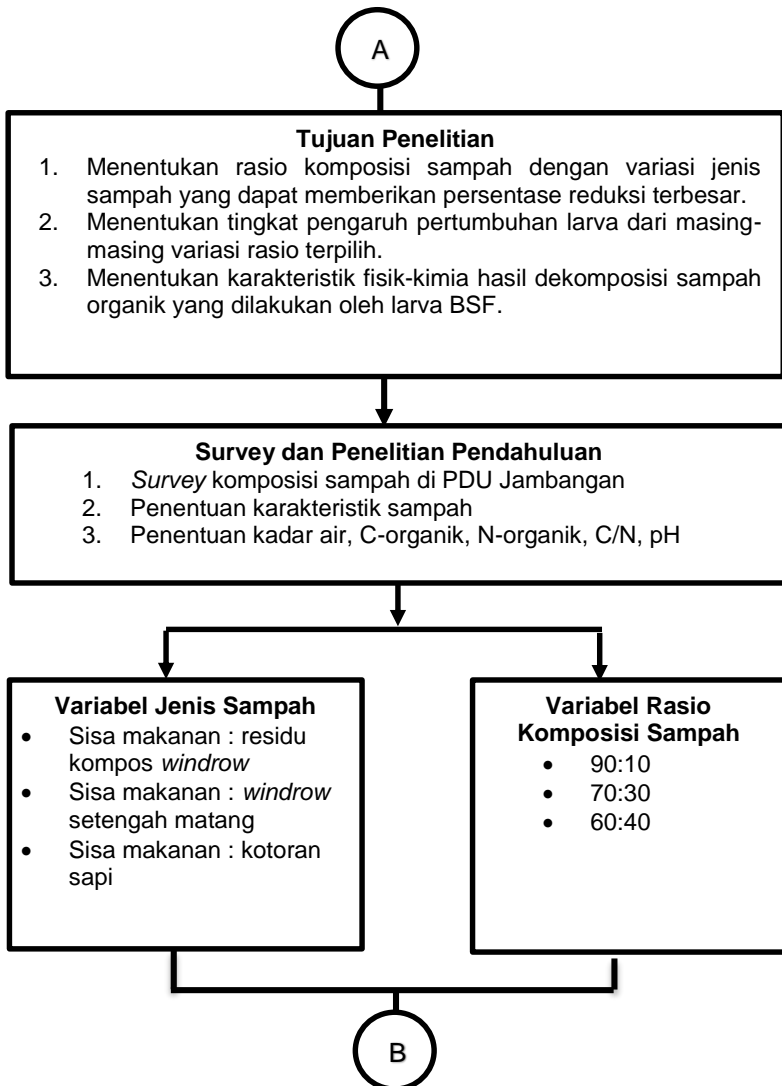 A
Tujuan Penelitian
1. Menentukan rasio komposisi sampah dengan variasi jenis
sampah yang dapat memberikan persentase reduksi terbesar.
2. Menentukan tingkat pengaruh pertumbuhan larva dari masing-
masing variasi rasio terpilih.
3. Menentukan karakteristik fisik-kimia hasil dekomposisi sampah
organik yang dilakukan oleh larva BSF.
Survey dan Penelitian Pendahuluan
1. Survey komposisi sampah di PDU Jambangan
2. Penentuan karakteristik sampah
3. Penentuan kadar air, C-organik, N-organik, C/N, pH
Variabel Jenis Sampah
• Sisa makanan : residu
kompos windrow
• Sisa makanan : windrow
setengah matang
• Sisa makanan : kotoran
sapi
Variabel Rasio
Komposisi Sampah
• 90:10
• 70:30
• 60:40
B